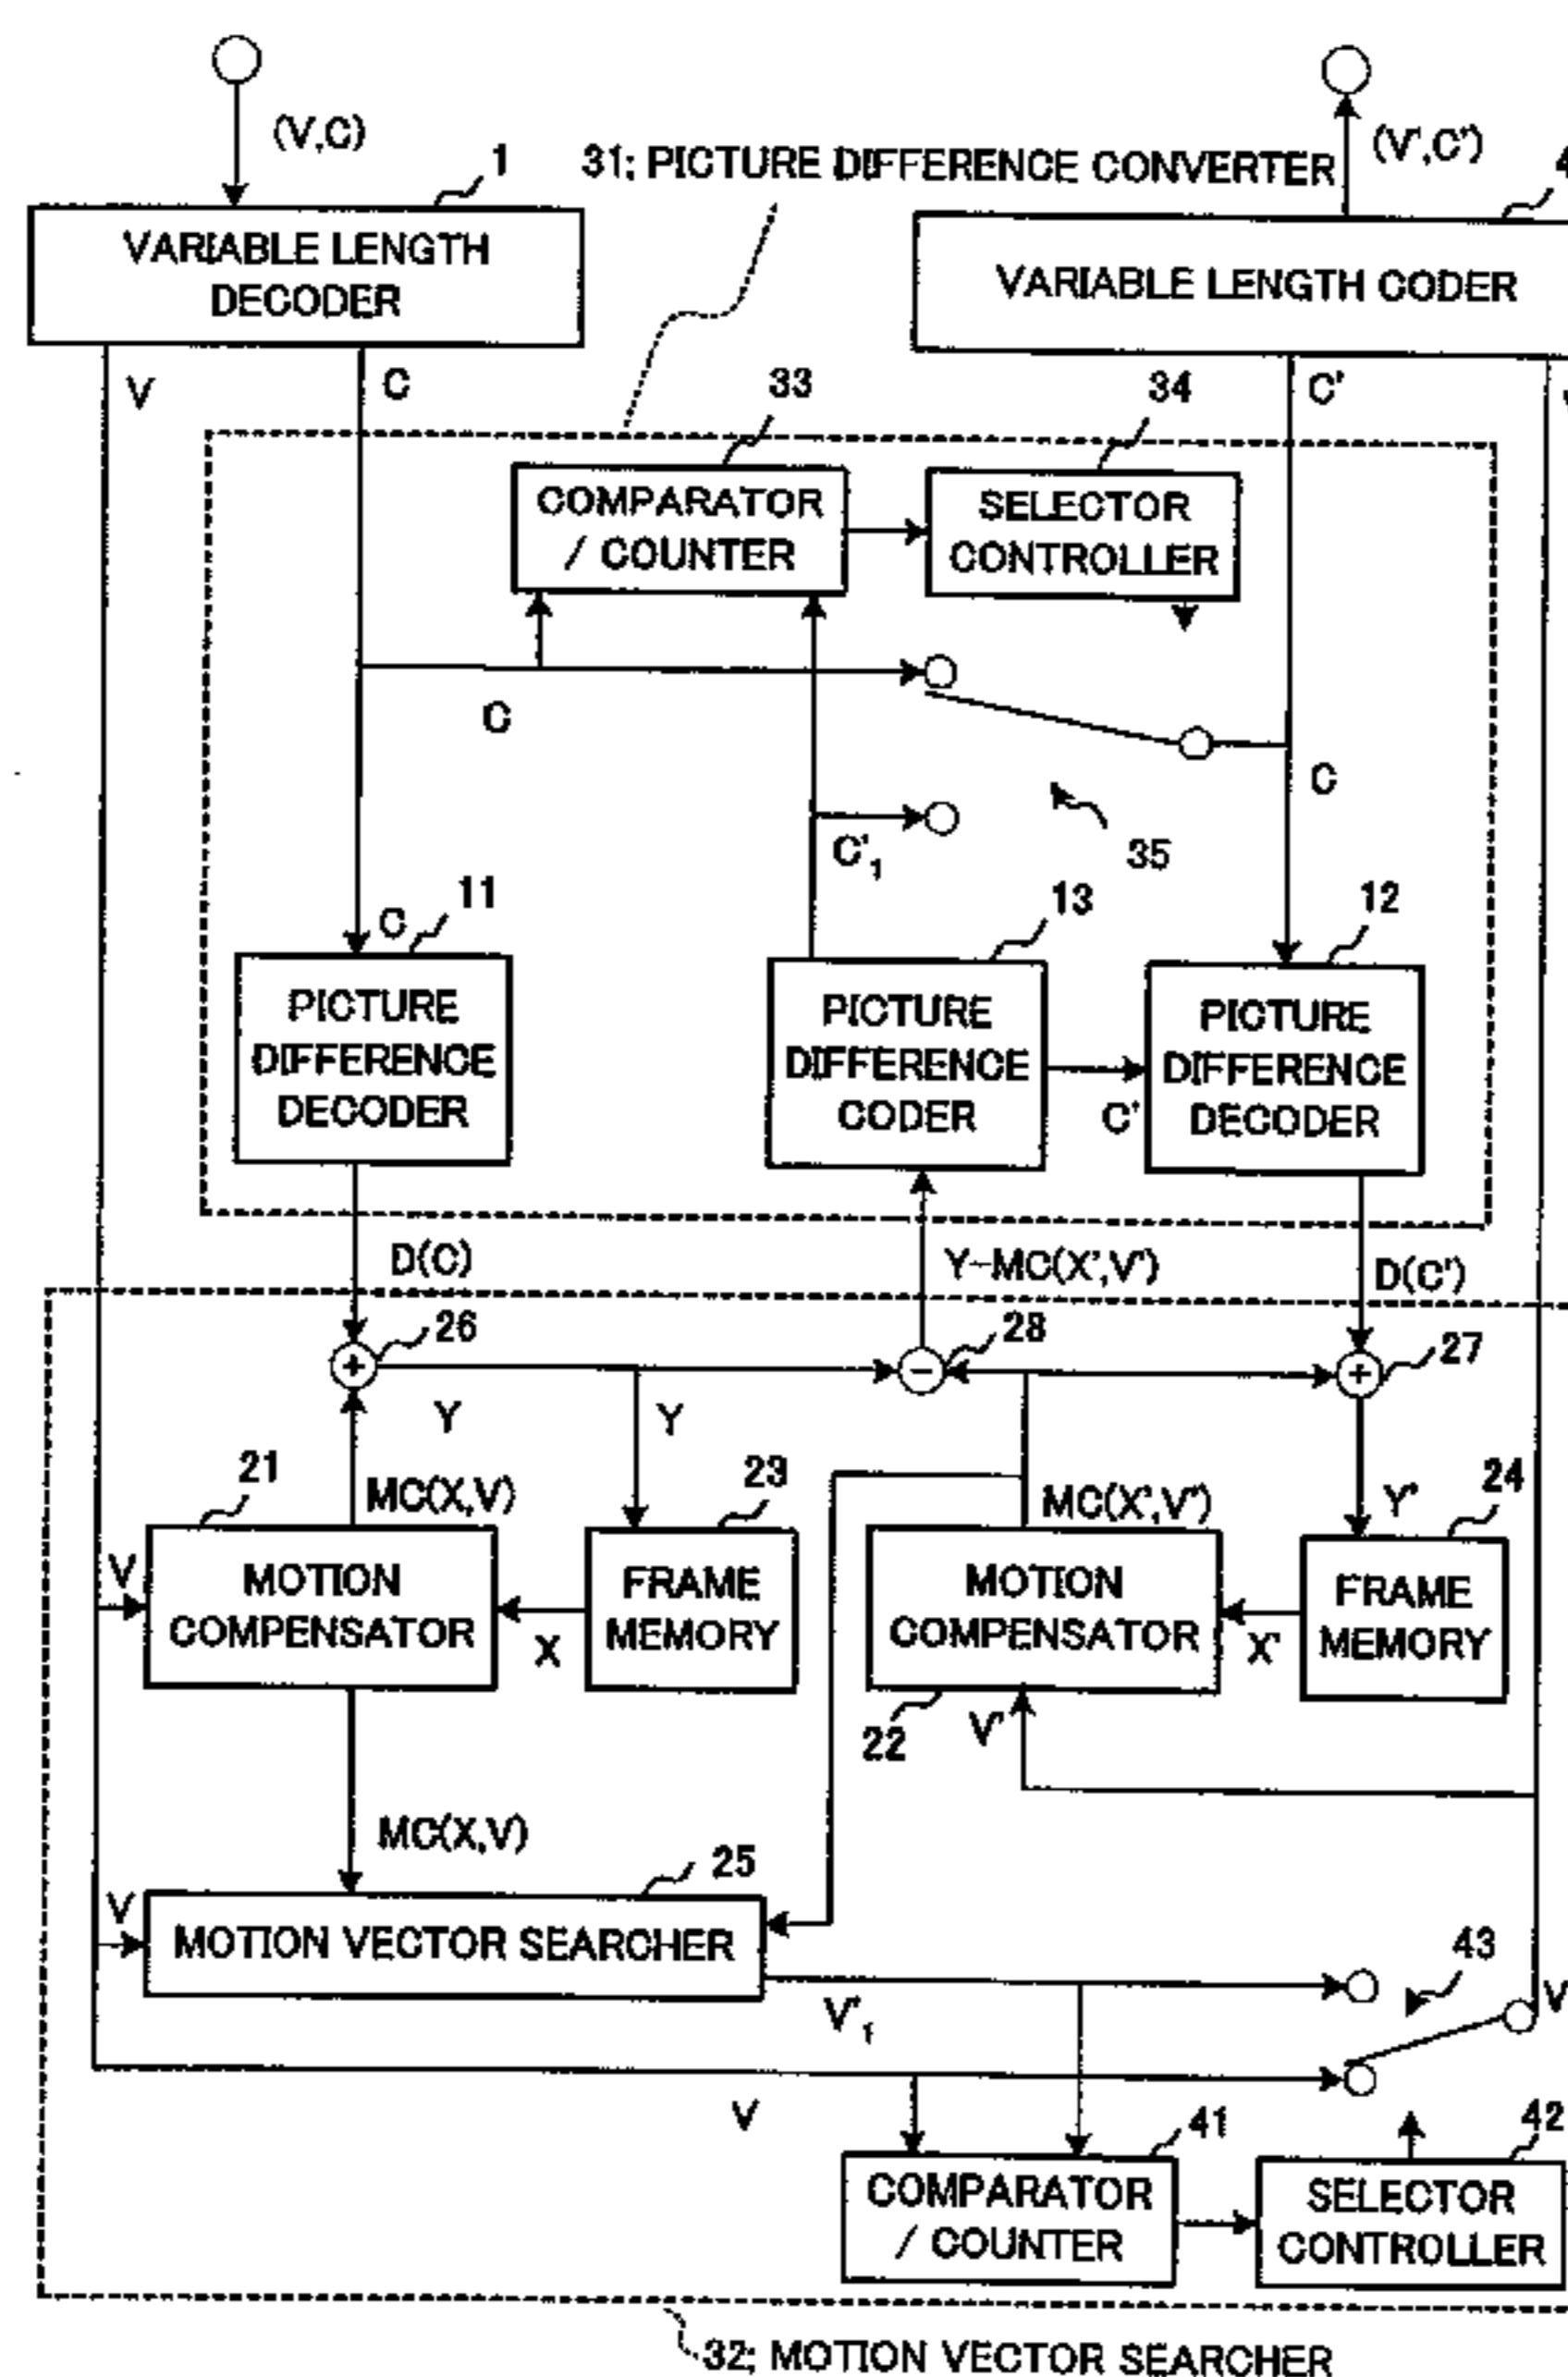 (V,C)
(V',C')
1
31; PICTURE DIFFERENCE CONVERTER
4
VARIABLE LENGTH
DECODER
VARIABLE LENGTH CODER
V
C
33
34
C'
COMPARATOR
/ COUNTER
SELECTOR
CONTROLLER
C
C
C'1
35
C
11
13
12
PICTURE
DIFFERENCE
DECODER
PICTURE
DIFFERENCE
CODER
C'
PICTURE
DIFFERENCE
DECODER
D(C)
Y-MC(X',V')
D(C')
26
28
27
+
-
+
Y
Y
21
MC(X,V)
23
MC(X',V')
Y'
24
V
MOTION
COMPENSATOR
X
FRAME
MEMORY
MOTION
COMPENSATOR
X'
FRAME
MEMORY
22
V'
MC(X,V)
25
V
MOTION VECTOR SEARCHER
43
V'1
V
V
41
42
COMPARATOR
/ COUNTER
SELECTOR
CONTROLLER
32; MOTION VECTOR SEARCHER